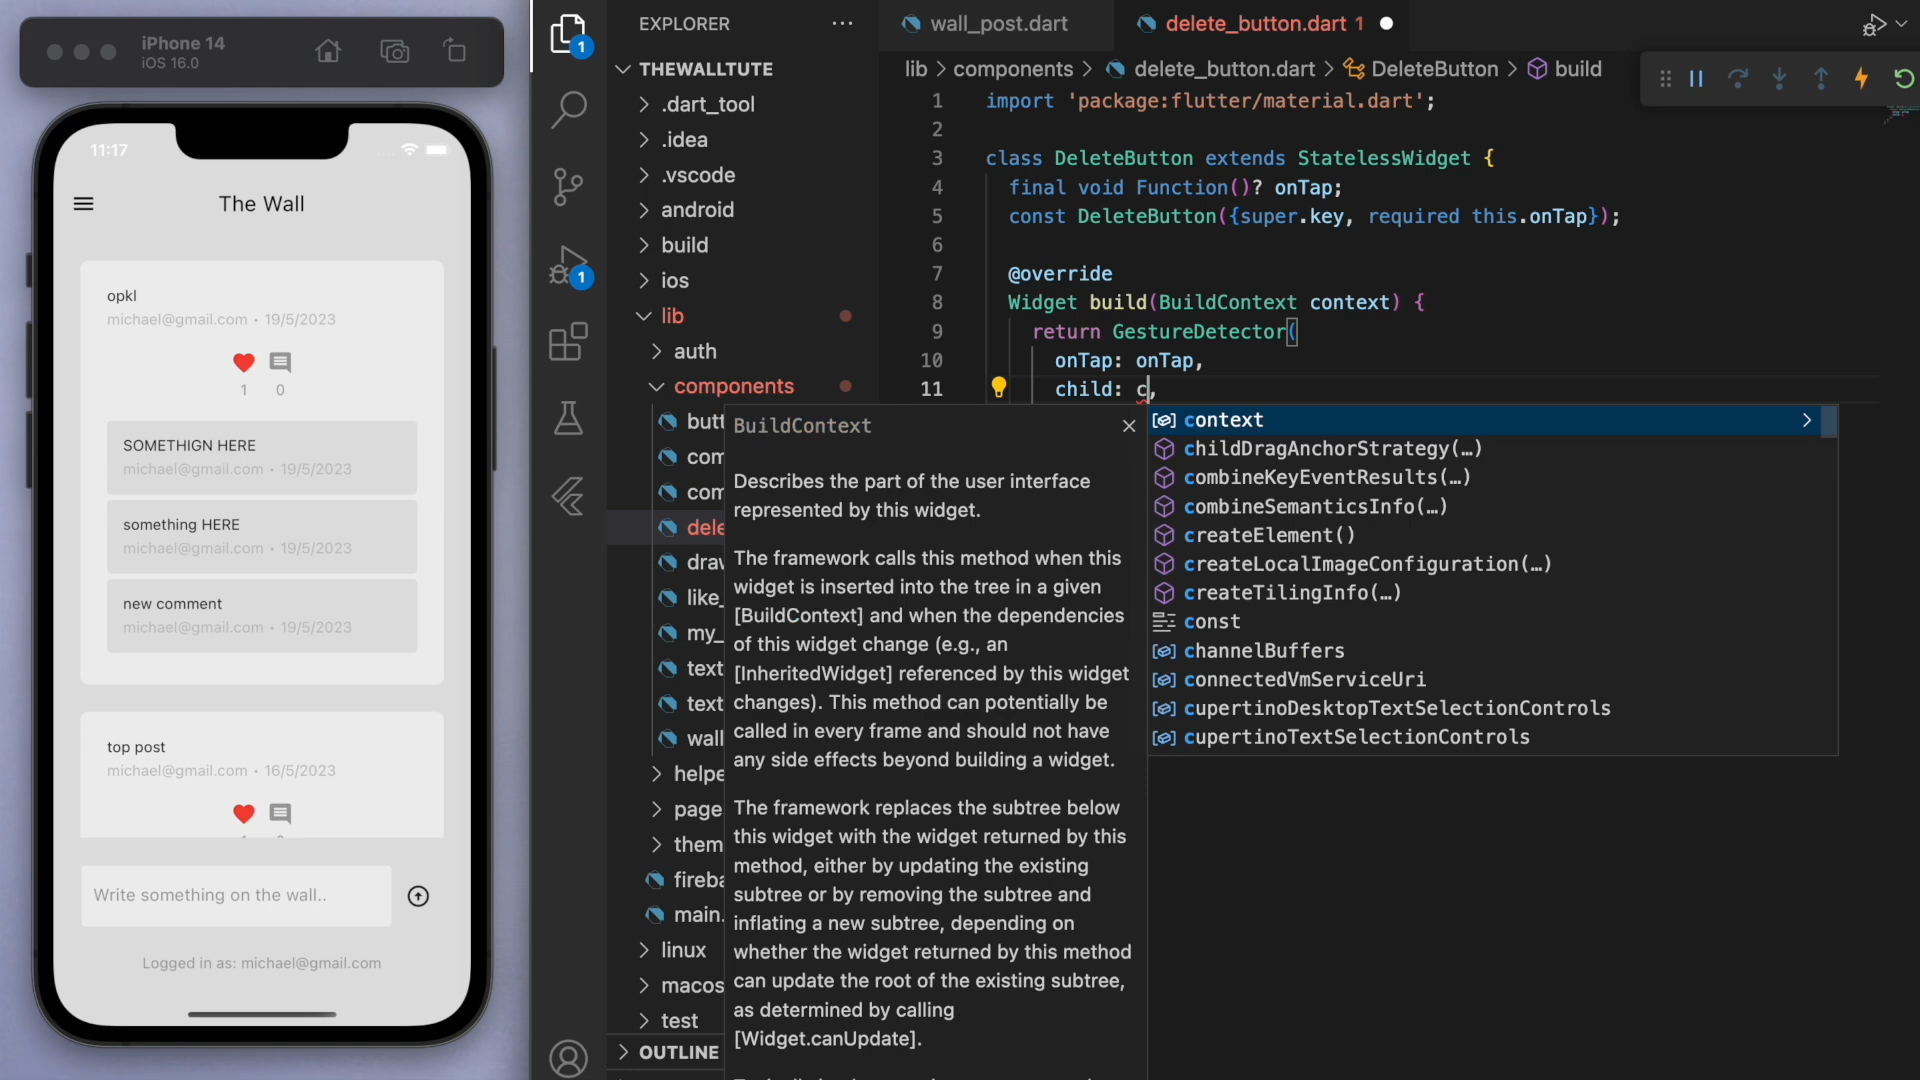 iPhone 14
iOS 16.0
11:17
The Wall
opkl
michael@gmail.com • 19/5/2023
1
0
SOMETHIGN HERE
michael@gmail.com • 19/5/2023
something HERE
michael@gmail.com • 19/5/2023
new comment
michael@gmail.com • 19/5/2023
top post
michael@gmail.com • 16/5/2023
Write something on the wall..
Logged in as: michael@gmail.com
1
1
EXPLORER
THEWALLTUTE
.dart_tool
.idea
.vscode
android
build
ios
lib
auth
components
butt
com
com
dele
draw
like_
my_
text
text
wall
helpe
page
them
fireba
main.
linux
macos
test
OUTLINE
wall_post.dart
delete_button.dart 1
lib > components > delete_button.dart > DeleteButton > build
1 import 'package:flutter/material.dart';
2
3 class DeleteButton extends StatelessWidget {
4 final void Function()? onTap;
5 const DeleteButton({super.key, required this.onTap});
6
7 @override
8 Widget build(BuildContext context) {
9 return GestureDetector(
10 onTap: onTap,
11 child: c,
BuildContext
Describes the part of the user interface
represented by this widget.
The framework calls this method when this
widget is inserted into the tree in a given
[BuildContext] and when the dependencies
of this widget change (e.g., an
[InheritedWidget] referenced by this widget
changes). This method can potentially be
called in every frame and should not have
any side effects beyond building a widget.
The framework replaces the subtree below
this widget with the widget returned by this
method, either by updating the existing
subtree or by removing the subtree and
inflating a new subtree, depending on
whether the widget returned by this method
can update the root of the existing subtree,
as determined by calling
[Widget.canUpdate].
context
childDragAnchorStrategy(…)
combineKeyEventResults(…)
combineSemanticsInfo(…)
createElement()
createLocalImageConfiguration(…)
createTilingInfo(…)
const
channelBuffers
connectedVmServiceUri
cupertinoDesktopTextSelectionControls
cupertinoTextSelectionControls